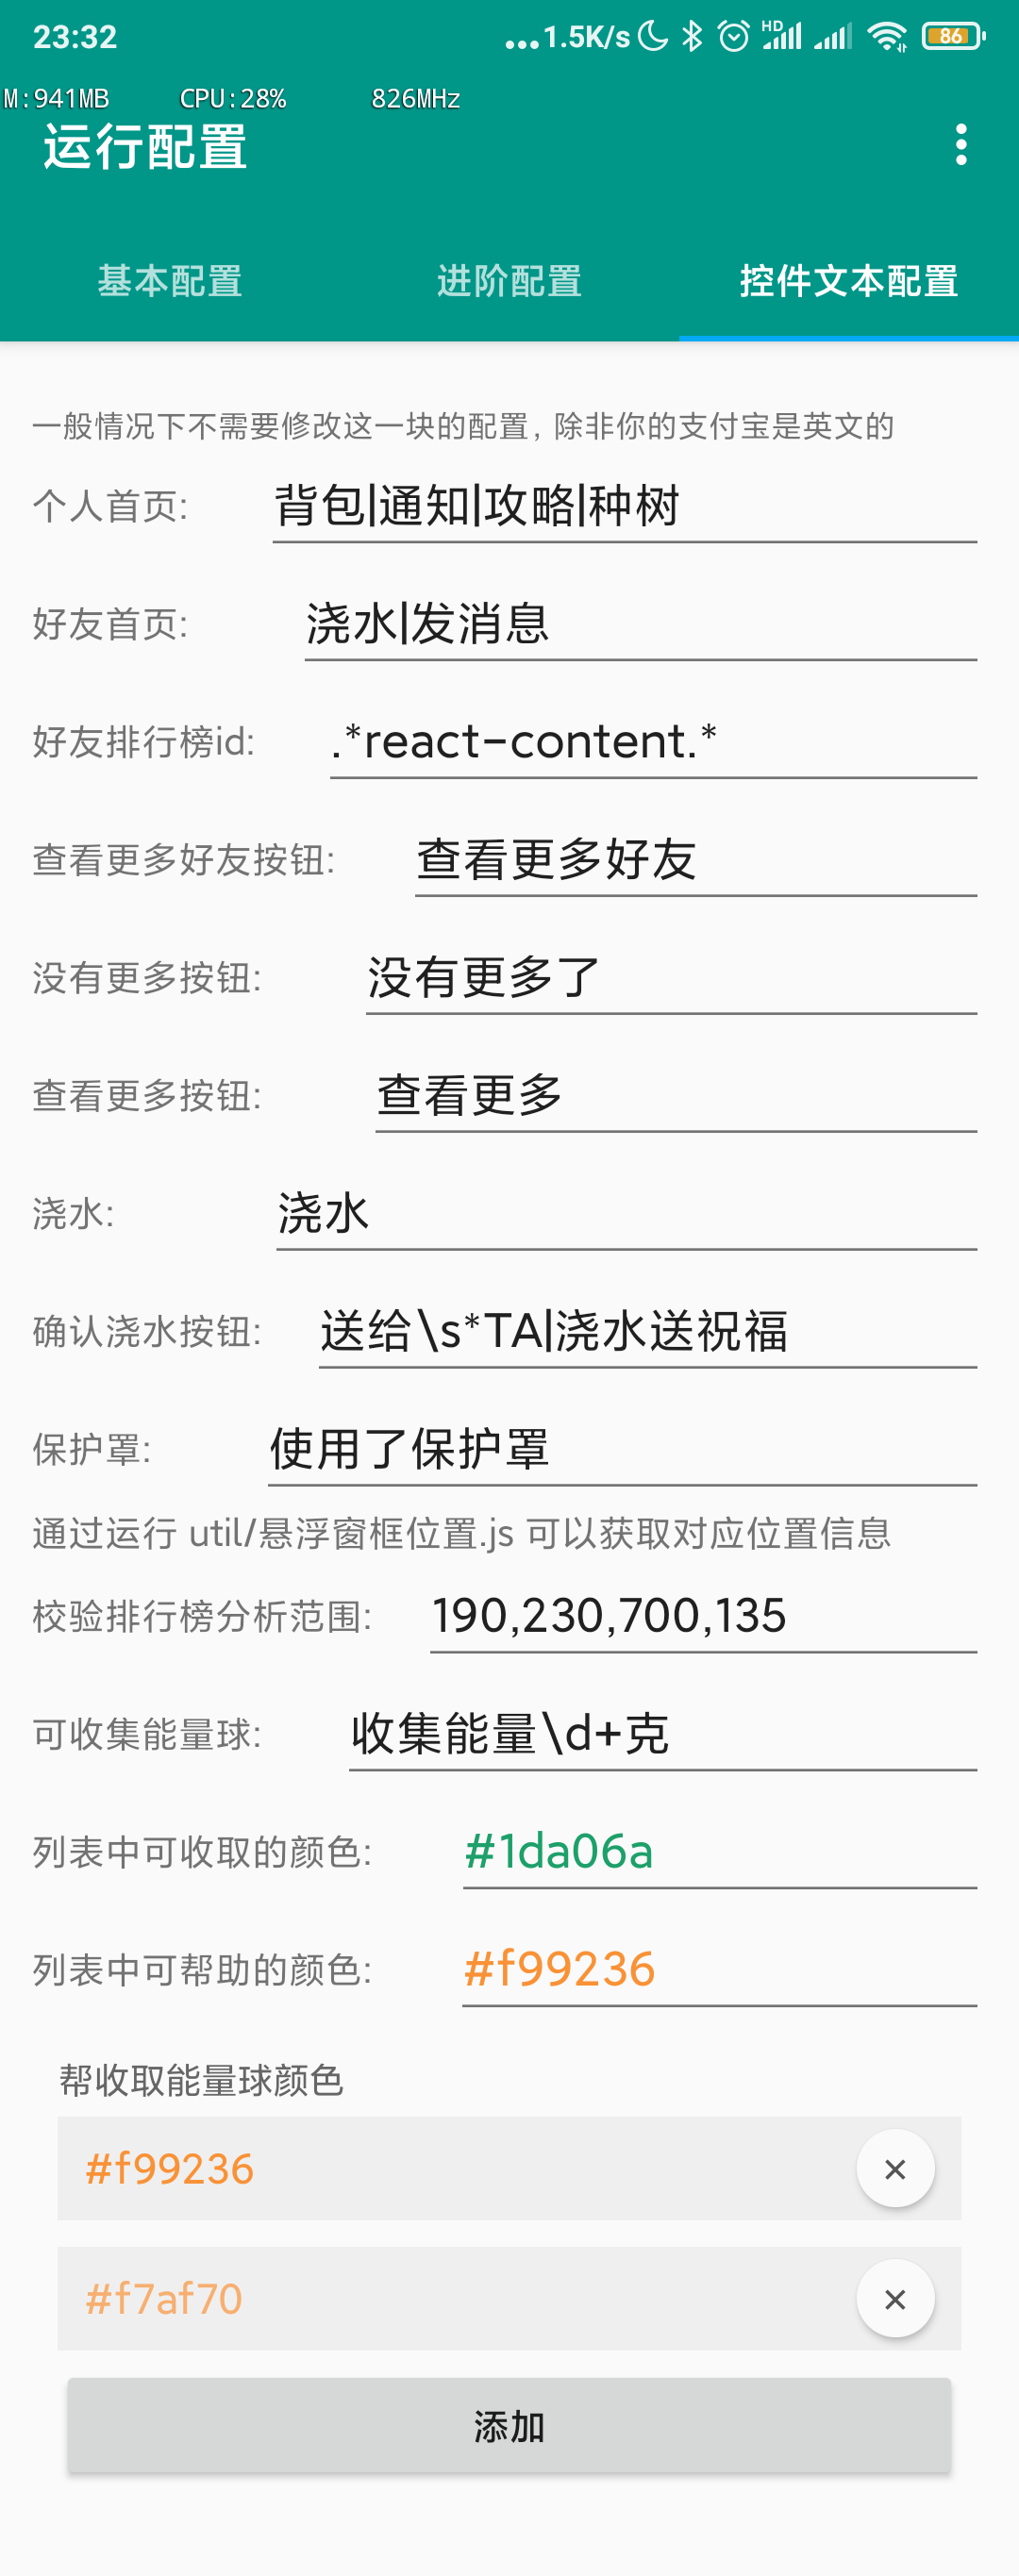 23:32 ...1.5K/s HD 86
M:941MB CPU:28% 826MHz
运行配置
基本配置 进阶配置 控件文本配置
一般情况下不需要修改这一块的配置, 除非你的支付宝是英文的
个人首页: 背包|通知|攻略|种树
好友首页: 浇水|发消息
好友排行榜id: .*react-content.*
查看更多好友按钮: 查看更多好友
没有更多按钮: 没有更多了
查看更多按钮: 查看更多
浇水: 浇水
确认浇水按钮: 送给\s*TA|浇水送祝福
保护罩: 使用了保护罩
通过运行 util/悬浮窗框位置.js 可以获取对应位置信息
校验排行榜分析范围: 190,230,700,135
可收集能量球: 收集能量\d+克
列表中可收取的颜色: #1da06a
列表中可帮助的颜色: #f99236
帮收取能量球颜色
#f99236 ×
#f7af70 ×
添加